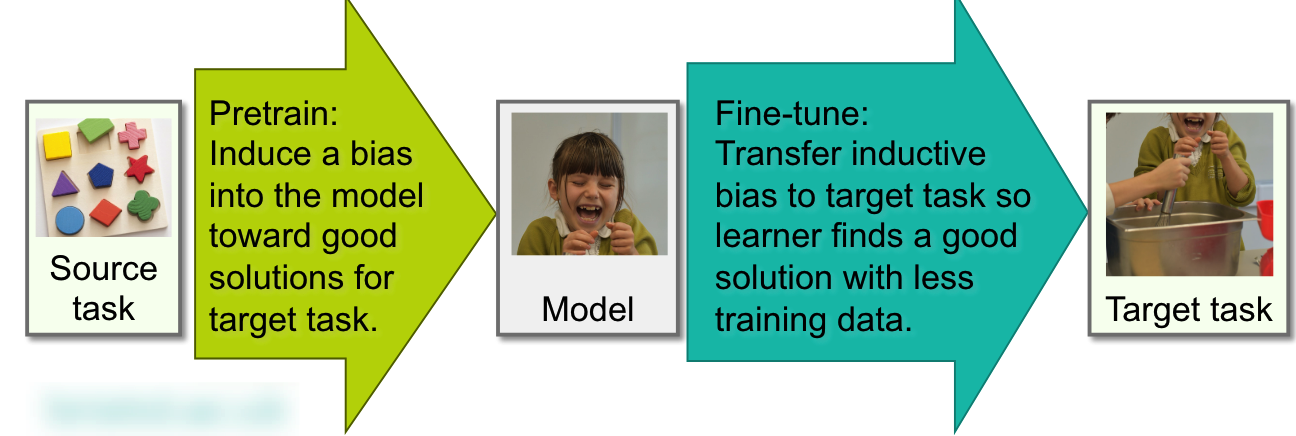 Pretrain:
Induce a bias
into the model
toward good
solutions for
target task.
Fine-tune:
Transfer inductive
bias to target task so
learner finds a good
solution with less
training data.
Source
task
Model
Target task